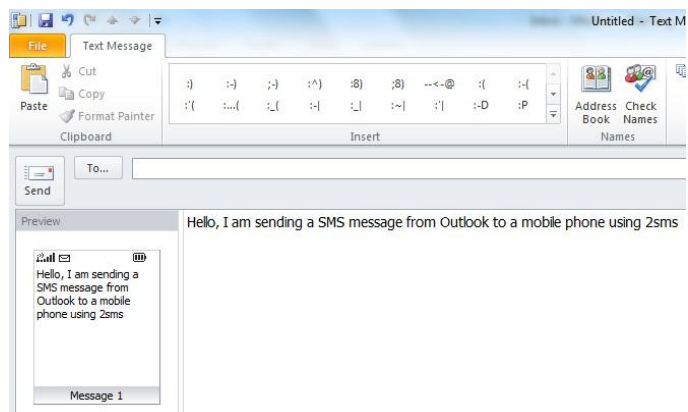 Untitled - Text M
File Text Message
Paste
Cut
Copy
Format Painter
Clipboard
:) :-) ;-) :^) :8) ;8) --<-@ :( :-(
:'( :...( :_( :-| :_| :~| :'| :-D :P
Insert
Address Book
Check Names
Names
Send
To...
Preview
Hello, I am sending a
SMS message from
Outlook to a mobile
phone using 2sms
Message 1
Hello, I am sending a SMS message from Outlook to a mobile phone using 2sms